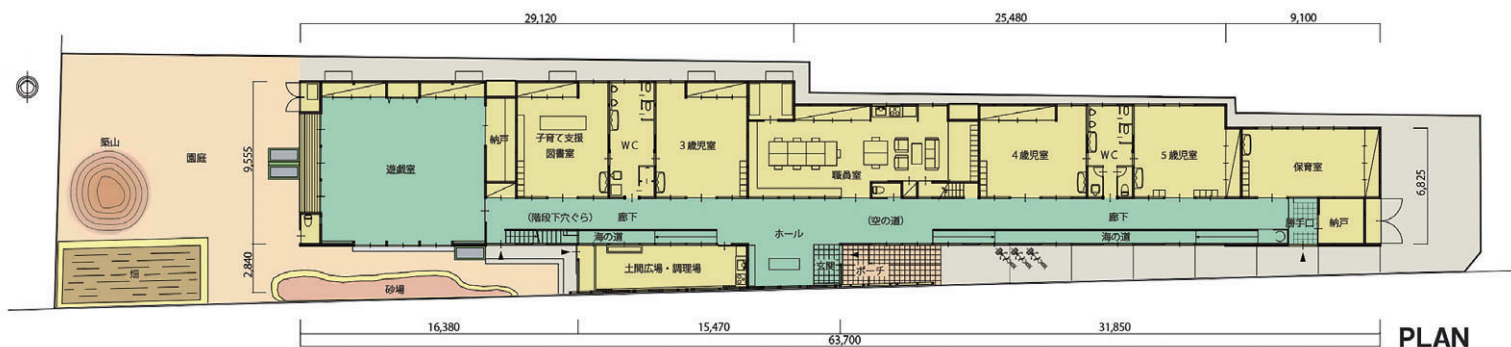 29,120
25,480
9,100
築山
園庭
9,555
遊戯室
納戸
子育て支援
図書室
WC
3歳児室
職員室
4歳児室
WC
5歳児室
保育室
6,825
(階段下穴ぐら)
廊下
(空の道)
廊下
勝手口
納戸
海の道
ホール
海の道
2,840
畑
砂場
土間広場・調理場
玄関
ポーチ
16,380
15,470
31,850
63,700
PLAN